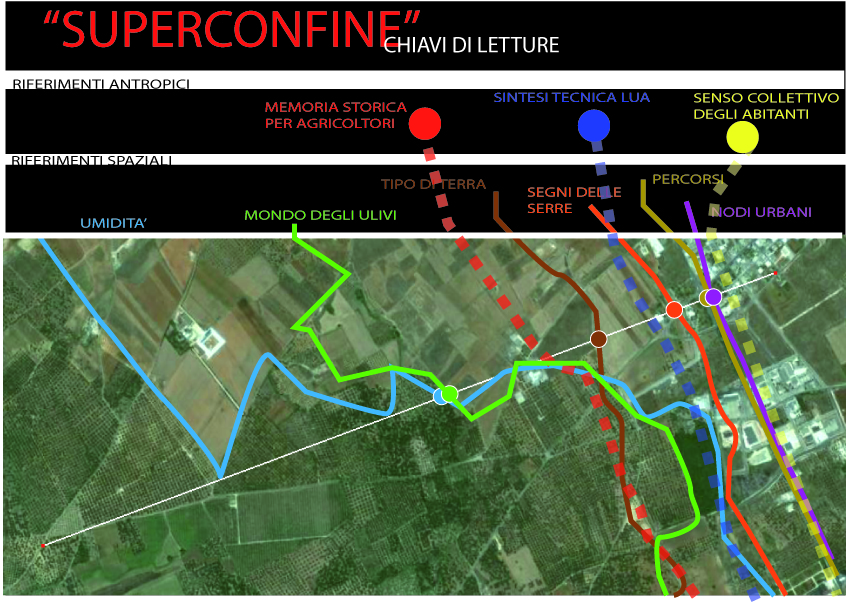 “SUPERCONFINE”
CHIAVI DI LETTURE
RIFERIMENTI ANTROPICI
MEMORIA STORICA
PER AGRICOLTORI
SINTESI TECNICA LUA
SENSO COLLETTIVO
DEGLI ABITANTI
RIFERIMENTI SPAZIALI
UMIDITA’
MONDO DEGLI ULIVI
TIPO DI TERRA
SEGNI DELLE
SERRE
PERCORSI
NODI URBANI